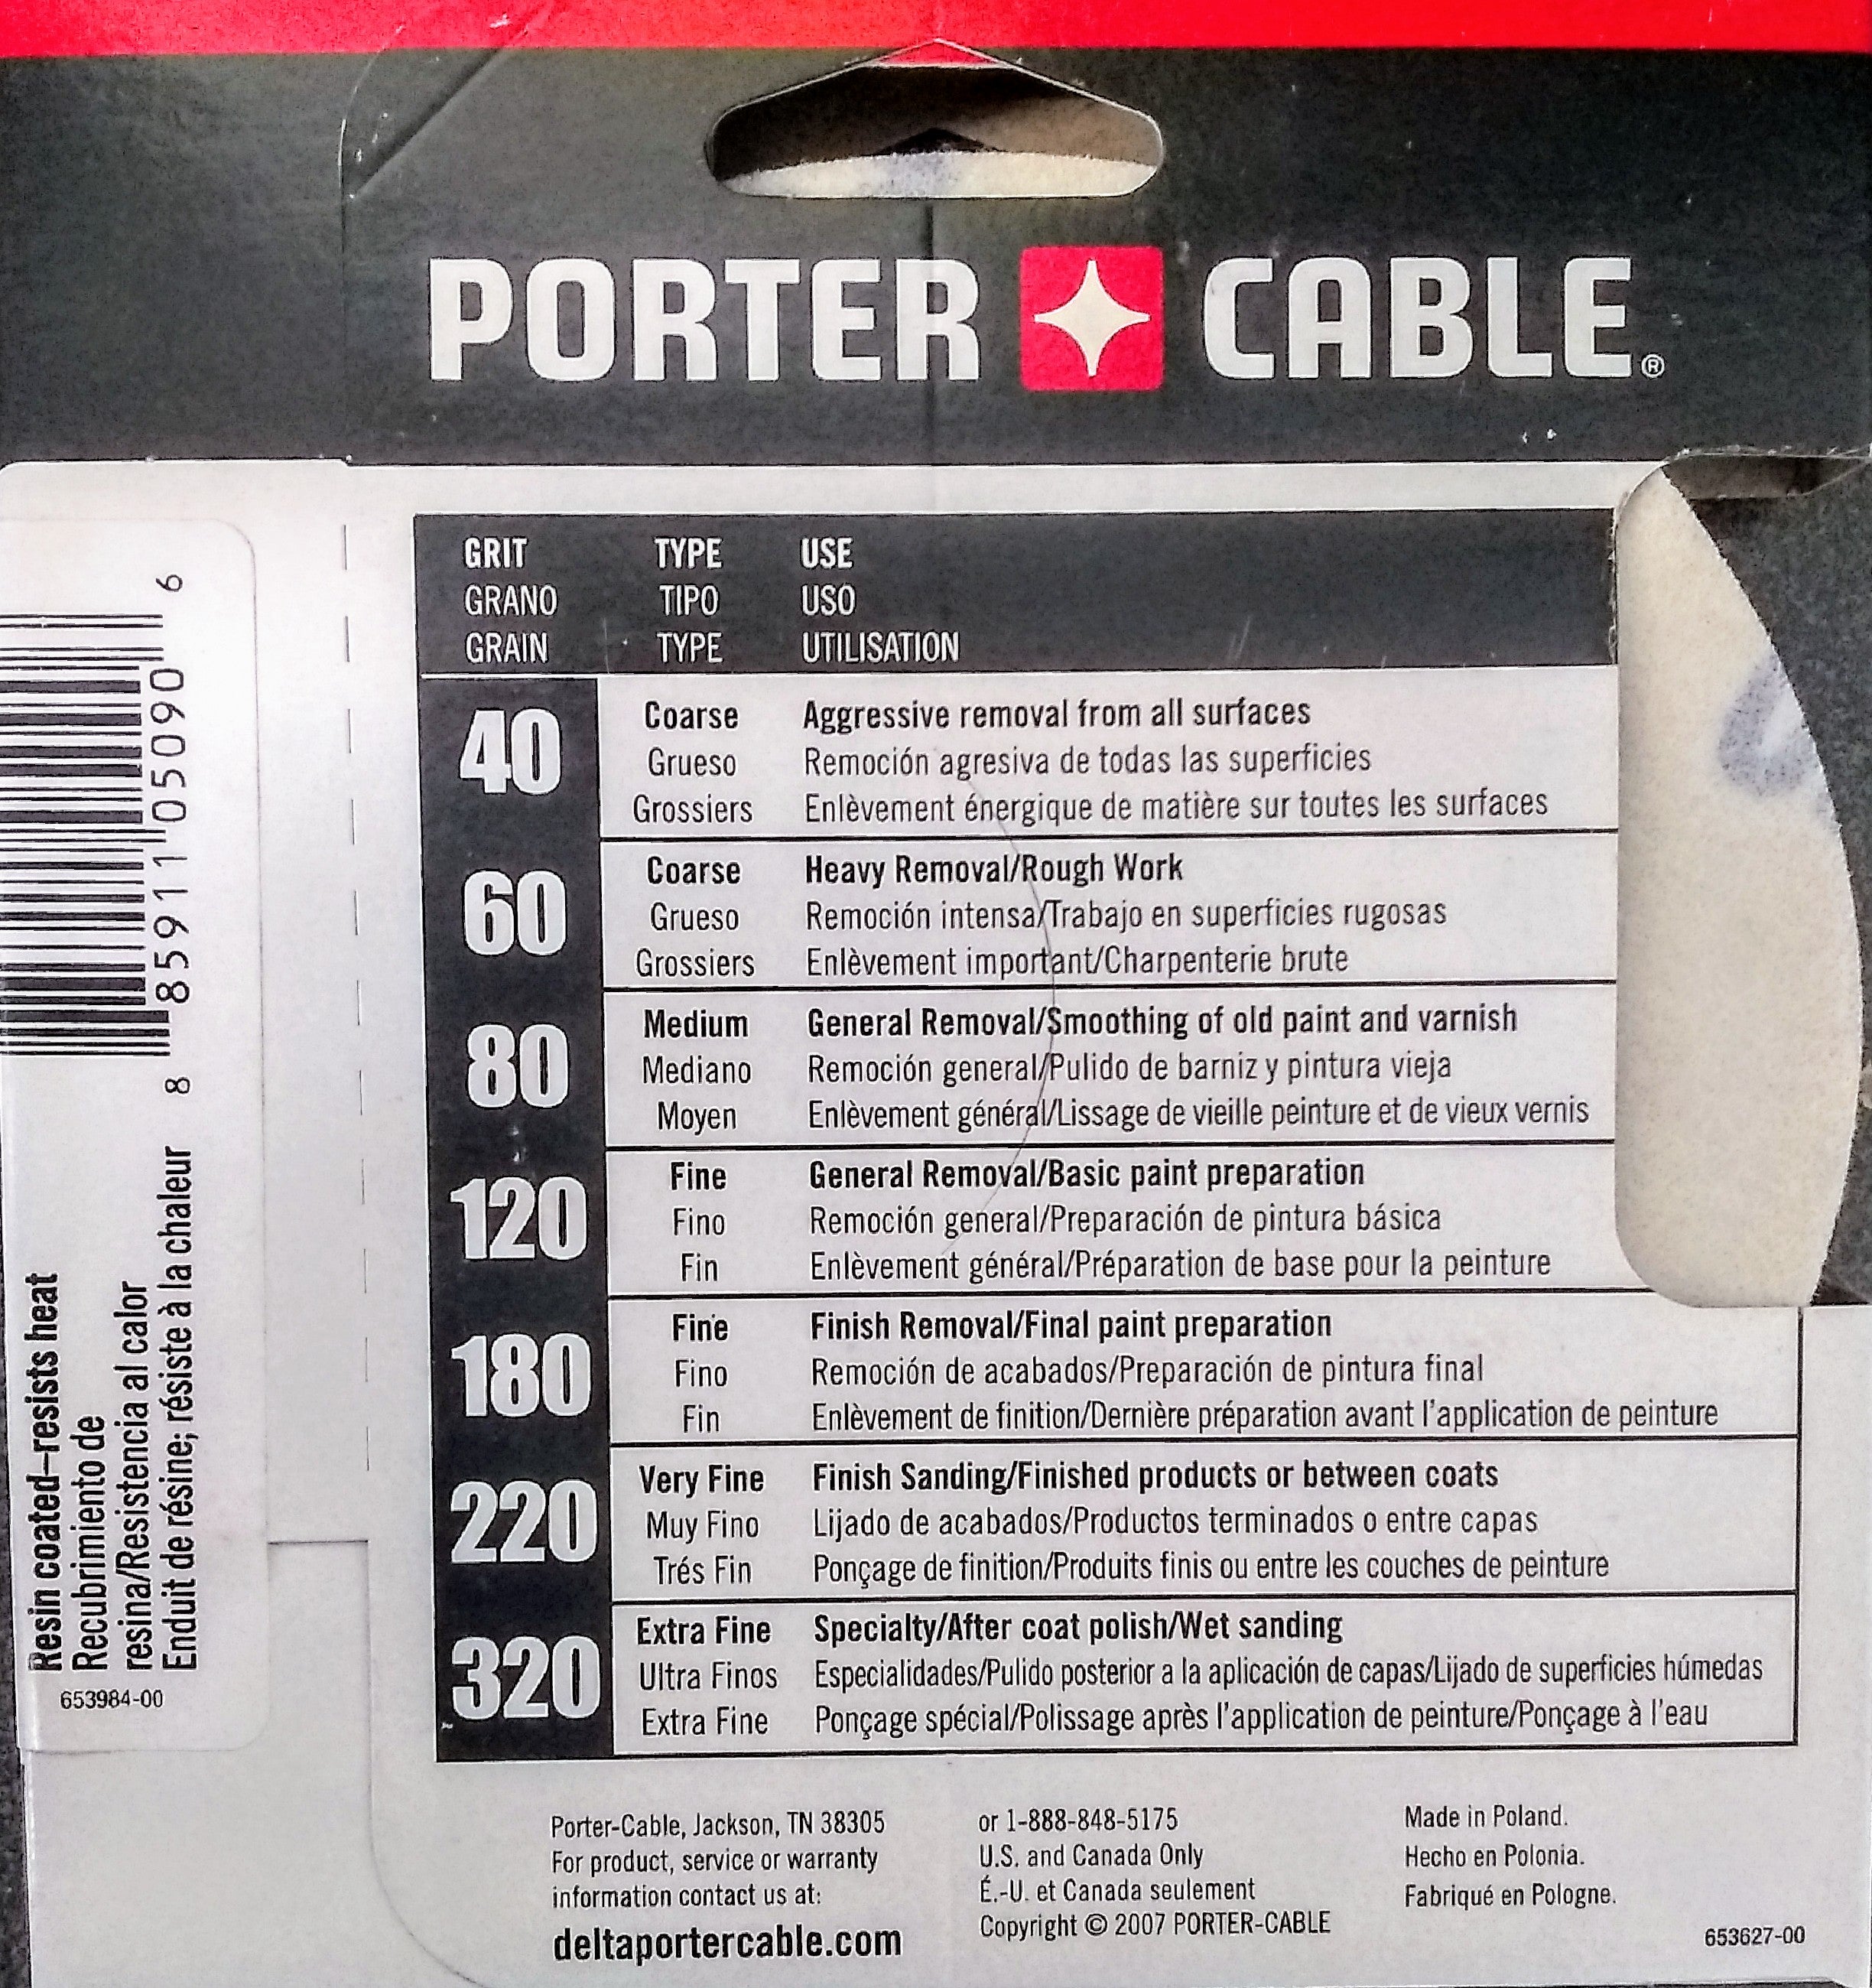 PORTER CABLE®
GRIT TYPE USE
GRANO TIPO USO
GRAIN TYPE UTILISATION
40 Coarse Aggressive removal from all surfaces
Grueso Remoción agresiva de todas las superficies
Grossiers Enlèvement énergique de matière sur toutes les surfaces
60 Coarse Heavy Removal/Rough Work
Grueso Remoción intensa/Trabajo en superficies rugosas
Grossiers Enlèvement important/Charpenterie brute
80 Medium General Removal/Smoothing of old paint and varnish
Mediano Remoción general/Pulido de barniz y pintura vieja
Moyen Enlèvement général/Lissage de vieille peinture et de vieux vernis
120 Fine General Removal/Basic paint preparation
Fino Remoción general/Preparación de pintura básica
Fin Enlèvement général/Préparation de base pour la peinture
180 Fine Finish Removal/Final paint preparation
Fino Remoción de acabados/Preparación de pintura final
Fin Enlèvement de finition/Dernière préparation avant l'application de peinture
220 Very Fine Finish Sanding/Finished products or between coats
Muy Fino Lijado de acabados/Productos terminados o entre capas
Trés Fin Ponçage de finition/Produits finis ou entre les couches de peinture
320 Extra Fine Specialty/After coat polish/Wet sanding
Ultra Finos Especialidades/Pulido posterior a la aplicación de capas/Lijado de superficies húmedas
Extra Fine Ponçage spécial/Polissage après l'application de peinture/Ponçage à l'eau
Porter-Cable, Jackson, TN 38305
For product, service or warranty
information contact us at:
deltaportercable.com
or 1-888-848-5175
U.S. and Canada Only
É.-U. et Canada seulement
Copyright © 2007 PORTER-CABLE
Made in Poland.
Hecho en Polonia.
Fabriqué en Pologne.
653627-00
8 85911 05090 6
Resin coated–resists heat
Recubrimiento de
resina/Resistencia al calor
Enduit de résine; résiste à la chaleur
653984-00